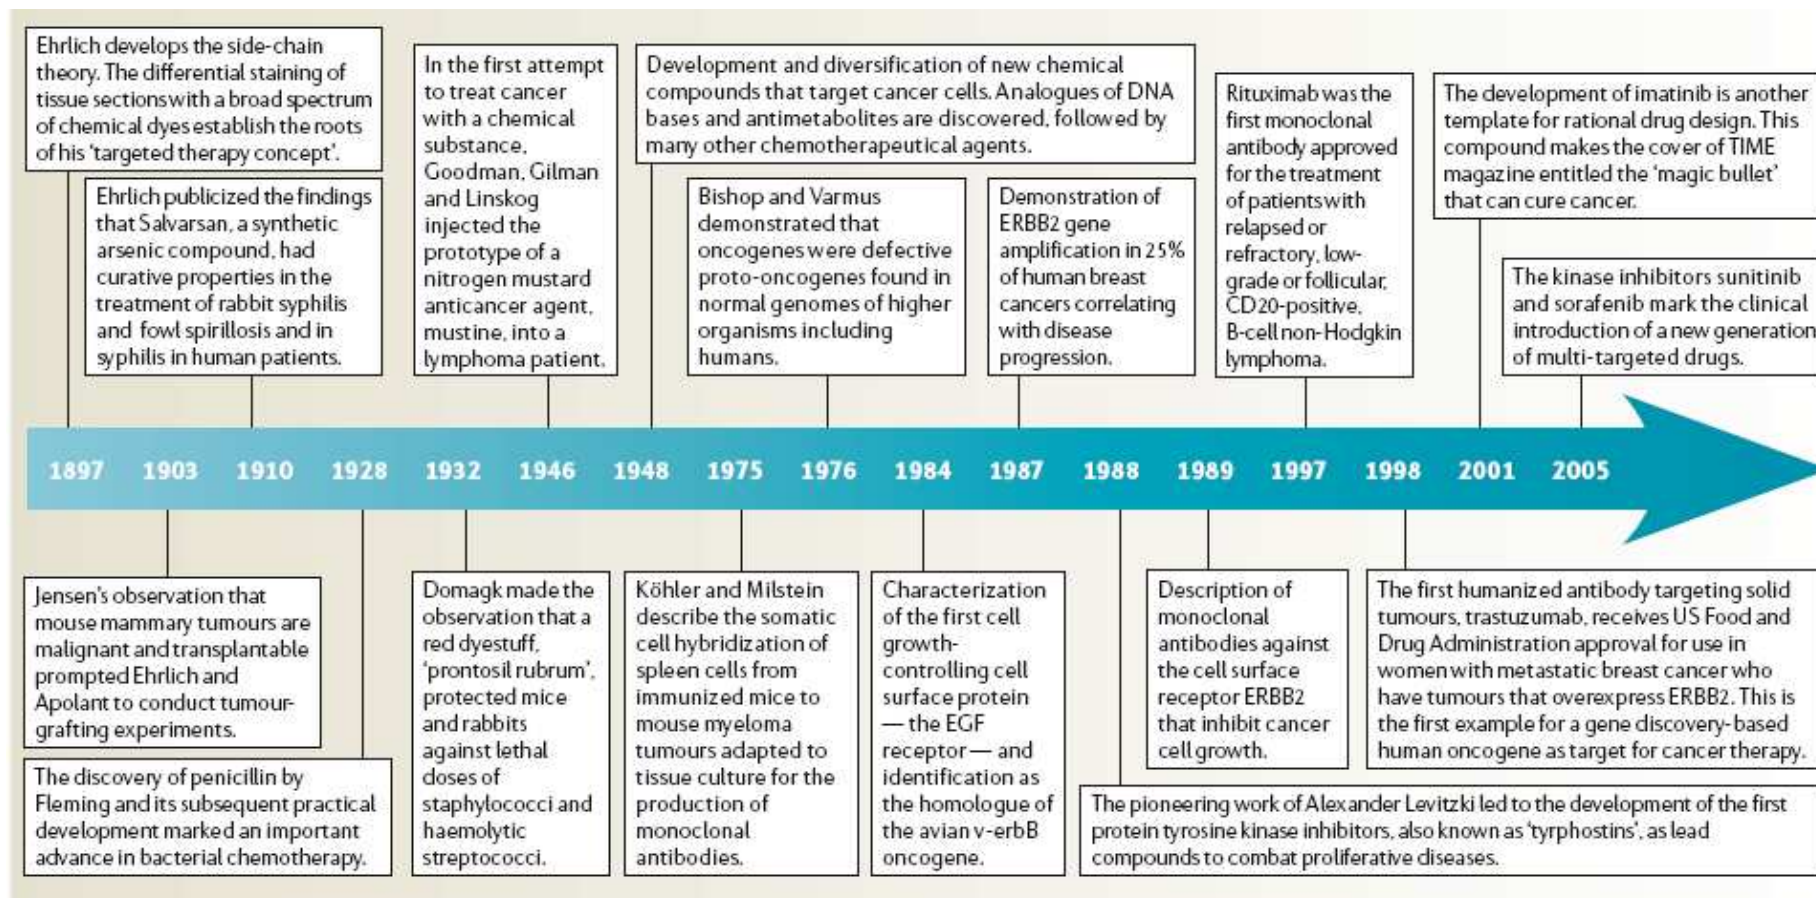 Ehrlich develops the side-chain
theory. The differential staining of
tissue sections with a broad spectrum
of chemical dyes establish the roots
of his ‘targeted therapy concept’.
Ehrlich publicized the findings
that Salvarsan, a synthetic
arsenic compound, had
curative properties in the
treatment of rabbit syphilis
and fowl spirillosis and in
syphilis in human patients.
In the first attempt
to treat cancer
with a chemical
substance,
Goodman, Gilman
and Linskog
injected the
prototype of a
nitrogen mustard
anticancer agent,
mustine, into a
lymphoma patient.
Development and diversification of new chemical
compounds that target cancer cells. Analogues of DNA
bases and antimetabolites are discovered, followed by
many other chemotherapeutical agents.
Bishop and Varmus
demonstrated that
oncogenes were defective
proto-oncogenes found in
normal genomes of higher
organisms including
humans.
Demonstration of
ERBB2 gene
amplification in 25%
of human breast
cancers correlating
with disease
progression.
Rituximab was the
first monoclonal
antibody approved
for the treatment
of patients with
relapsed or
refractory, low-
grade or follicular,
CD20-positive,
B-cell non-Hodgkin
lymphoma.
The development of imatinib is another
template for rational drug design. This
compound makes the cover of TIME
magazine entitled the ‘magic bullet’
that can cure cancer.
The kinase inhibitors sunitinib
and sorafenib mark the clinical
introduction of a new generation
of multi-targeted drugs.
1897 1903 1910 1928 1932 1946 1948 1975 1976 1984 1987 1988 1989 1997 1998 2001 2005
Jensen's observation that
mouse mammary tumours are
malignant and transplantable
prompted Ehrlich and
Apolant to conduct tumour-
grafting experiments.
The discovery of penicillin by
Fleming and its subsequent practical
development marked an important
advance in bacterial chemotherapy.
Domagk made the
observation that a
red dyestuff,
‘prontosil rubrum’,
protected mice
and rabbits
against lethal
doses of
staphylococci and
haemolytic
streptococci.
Köhler and Milstein
describe the somatic
cell hybridization of
spleen cells from
immunized mice to
mouse myeloma
tumours adapted to
tissue culture for the
production of
monoclonal
antibodies.
Characterization
of the first cell
growth-
controlling cell
surface protein
— the EGF
receptor — and
identification as
the homologue of
the avian v-erbB
oncogene.
Description of
monoclonal
antibodies against
the cell surface
receptor ERBB2
that inhibit cancer
cell growth.
The first humanized antibody targeting solid
tumours, trastuzumab, receives US Food and
Drug Administration approval for use in
women with metastatic breast cancer who
have tumours that overexpress ERBB2. This is
the first example for a gene discovery-based
human oncogene as target for cancer therapy.
The pioneering work of Alexander Levitzki led to the development of the first
protein tyrosine kinase inhibitors, also known as ‘tyrphostins’, as lead
compounds to combat proliferative diseases.